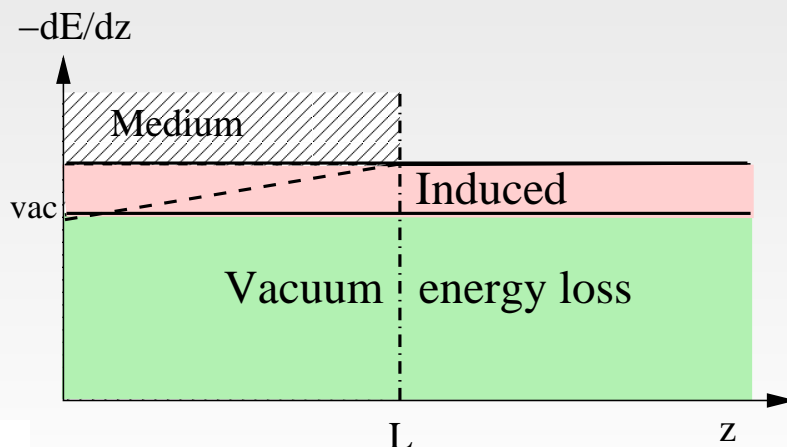 −dE/dz
Medium
Induced
vac
Vacuum energy loss
L
z